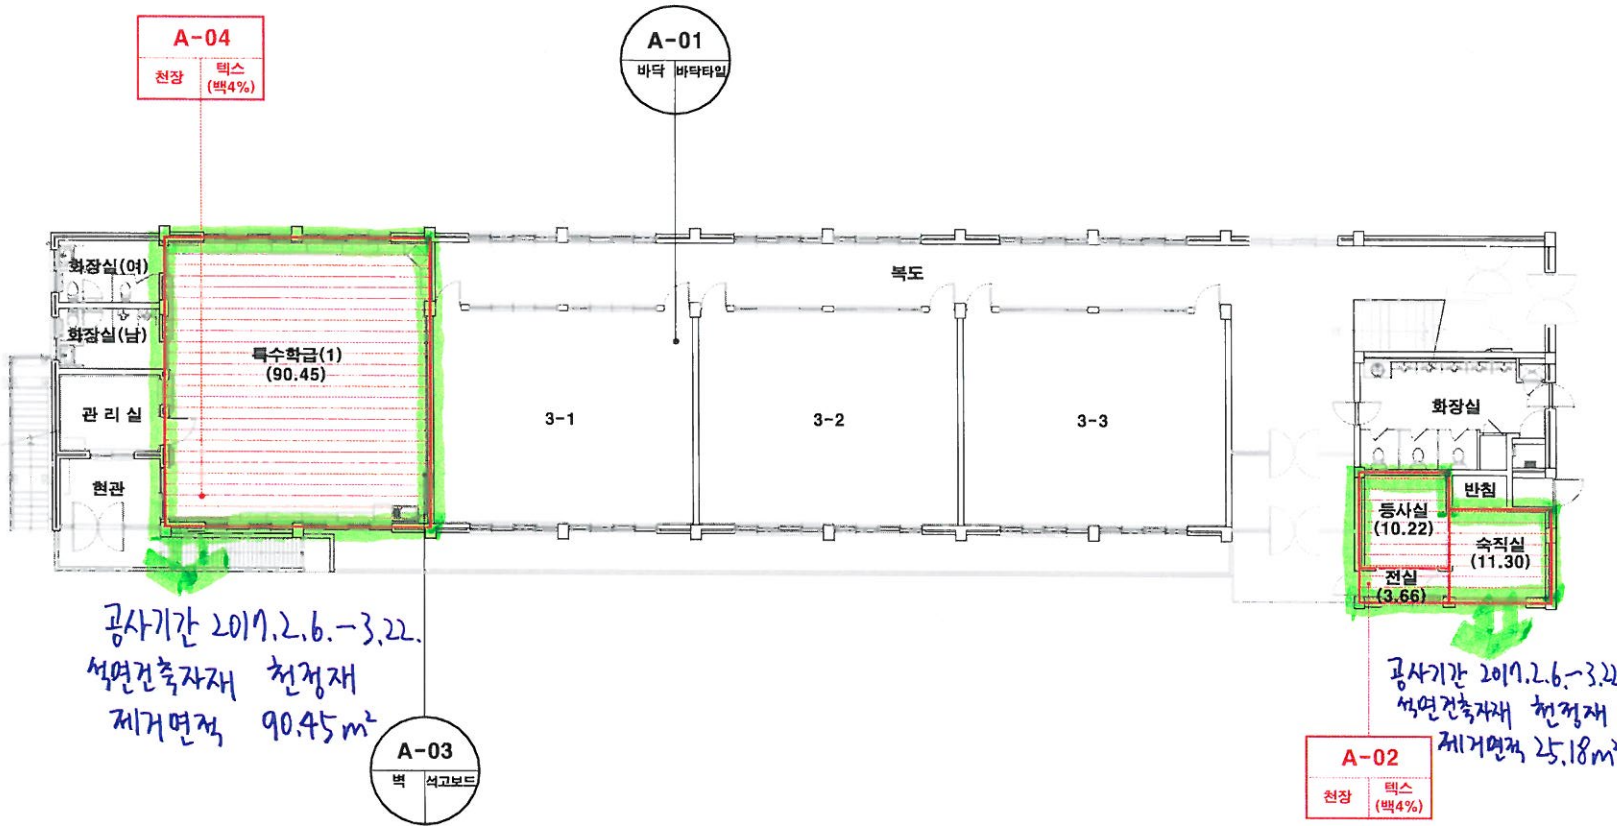 A-04
천장 텍스
(백4%)
A-01
바닥 바닥타일
화장실(여)
복도
화장실(남)
특수학급(1)
(90.45)
관리실
3-1
3-2
3-3
화장실
현관
반침
등사실
(10.22)
숙직실
(11.30)
전실
(3.66)
공사기간 2017.2.6.-3.22.
석면건축자재 천정재
제거면적 90.45m²
공사기간 2017.2.6.-3.22
석면건축자재 천정재
제거면적 25.18m²
A-03
벽 석고보드
A-02
천장 텍스
(백4%)